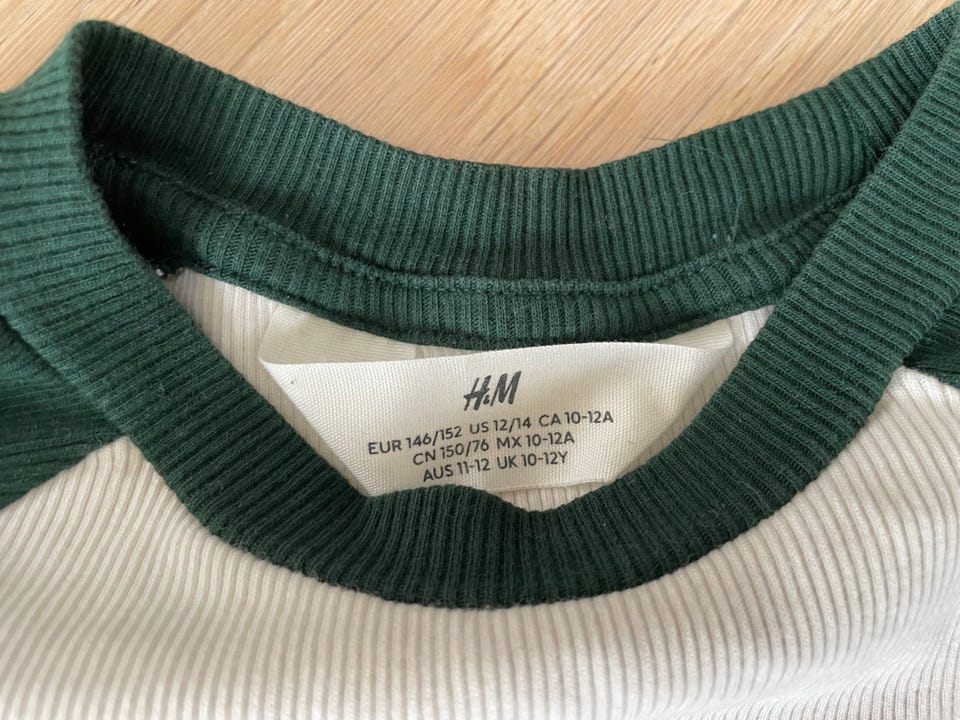 H&M
EUR 146/152 US 12/14 CA 10-12A
CN 150/76 MX 10-12A
AUS 11-12 UK 10-12Y